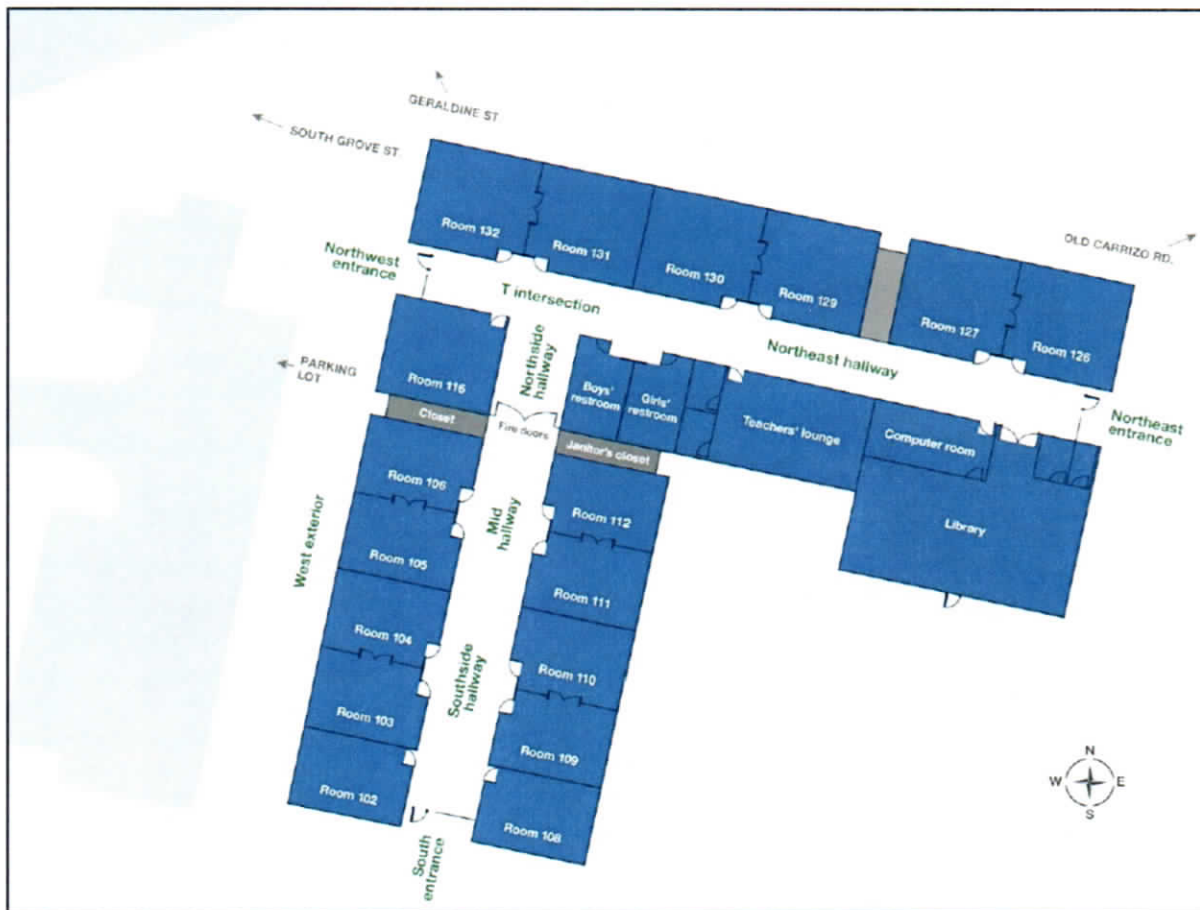 GERALDINE ST
SOUTH GROVE ST.
OLD CARRIZO RD.
Room 132
Room 131
Room 130
Room 129
Room 127
Room 126
Northwest
entrance
T intersection
Northside
hallway
Northeast hallway
PARKING
LOT
Room 116
Closet
Fire doors
Boys'
restroom
Girls'
restroom
Janitor's closet
Teachers' lounge
Computer room
Northeast
entrance
Library
Room 106
Room 112
Mid
hallway
West exterior
Room 105
Room 111
Room 104
Room 110
Southside
hallway
Room 103
Room 109
Room 102
Room 108
South
entrance
N
W
E
S